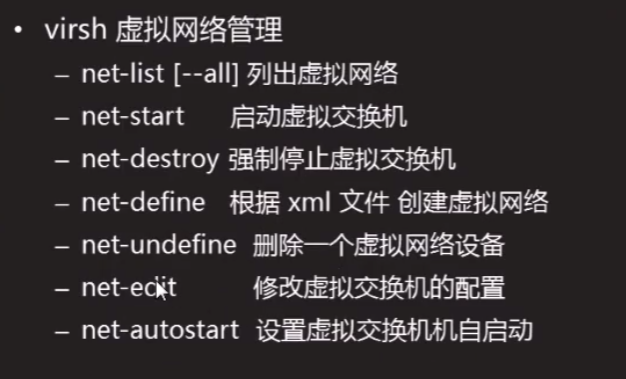 • virsh 虚拟网络管理
– net-list [--all] 列出虚拟网络
– net-start 启动虚拟交换机
– net-destroy 强制停止虚拟交换机
– net-define 根据 xml 文件 创建虚拟网络
– net-undefine 删除一个虚拟网络设备
– net-edit 修改虚拟交换机的配置
– net-autostart 设置虚拟交换机机自启动